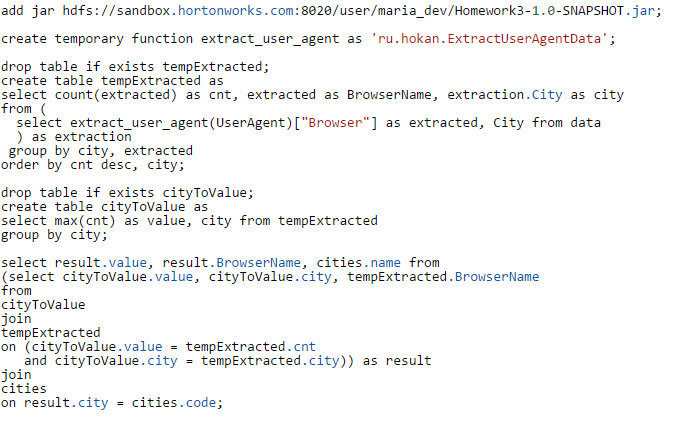 add jar hdfs://sandbox.hortonworks.com:8020/user/maria_dev/Homework3-1.0-SNAPSHOT.jar;
create temporary function extract_user_agent as 'ru.hokan.ExtractUserAgentData';
drop table if exists tempExtracted;
create table tempExtracted as
select count(extracted) as cnt, extracted as BrowserName, extraction.City as city
from (
  select extract_user_agent(UserAgent)["Browser"] as extracted, City from data
  ) as extraction
 group by city, extracted
order by cnt desc, city;
drop table if exists cityToValue;
create table cityToValue as
select max(cnt) as value, city from tempExtracted
group by city;
select result.value, result.BrowserName, cities.name from
(select cityToValue.value, cityToValue.city, tempExtracted.BrowserName
from
cityToValue
join
tempExtracted
on (cityToValue.value = tempExtracted.cnt
   and cityToValue.city = tempExtracted.city)) as result
join
cities
on result.city = cities.code;